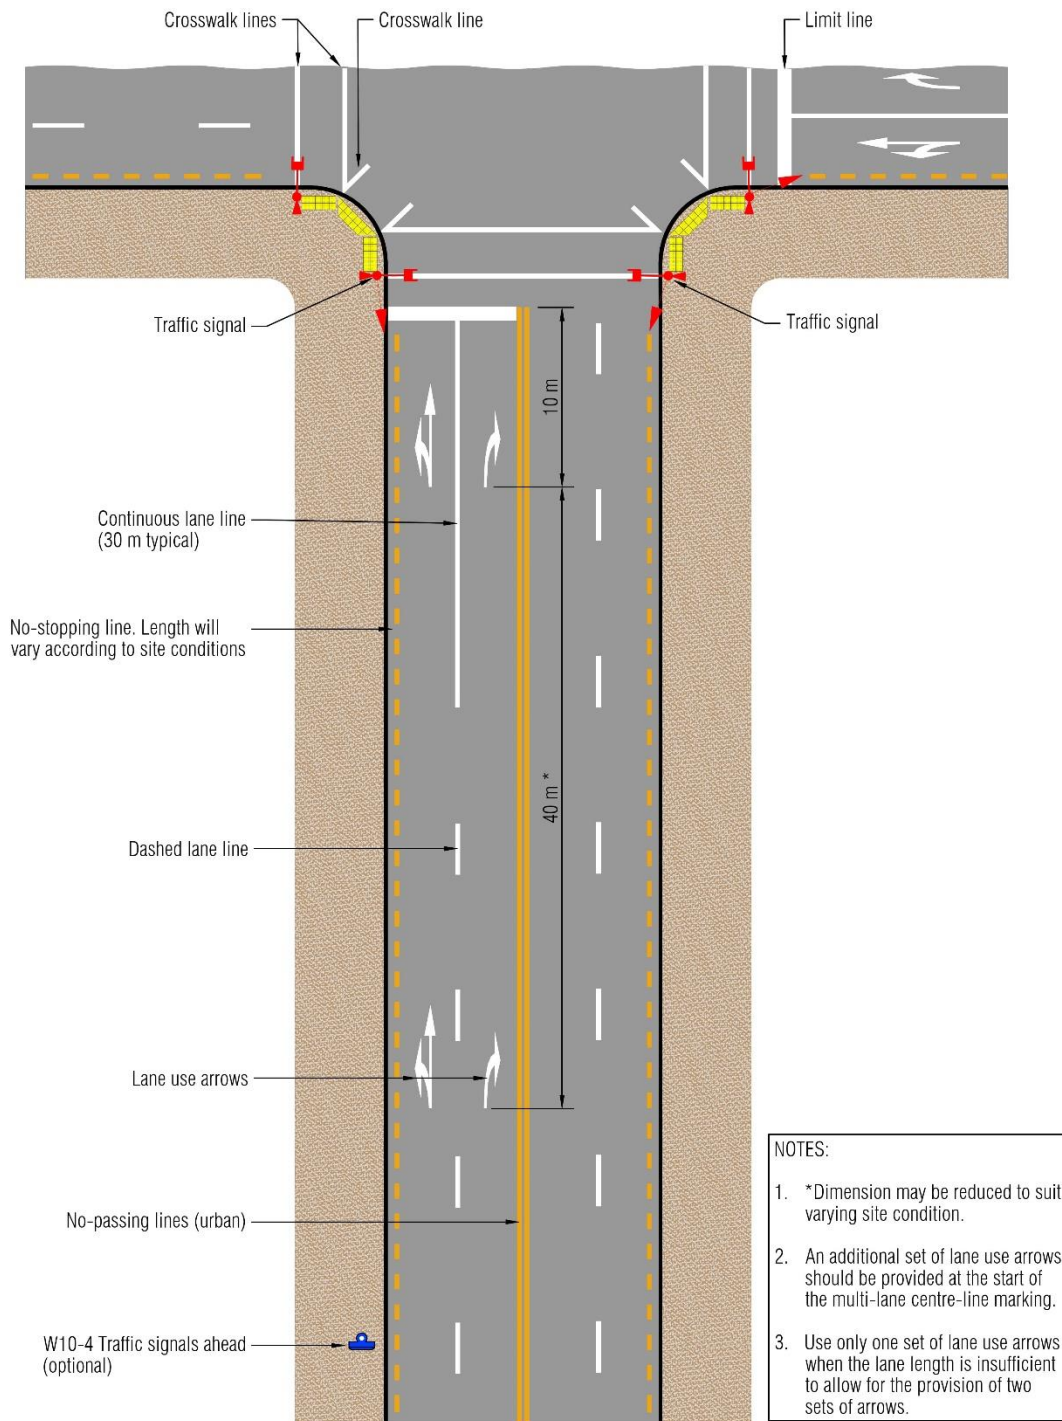 Crosswalk lines
Crosswalk line
Limit line
Traffic signal
Traffic signal
10 m
Continuous lane line
(30 m typical)
No-stopping line. Length will
vary according to site conditions
40 m *
Dashed lane line
Lane use arrows
No-passing lines (urban)
W10-4 Traffic signals ahead
(optional)
NOTES:
1. *Dimension may be reduced to suit
varying site condition.
2. An additional set of lane use arrows
should be provided at the start of
the multi-lane centre-line marking.
3. Use only one set of lane use arrows
when the lane length is insufficient
to allow for the provision of two
sets of arrows.